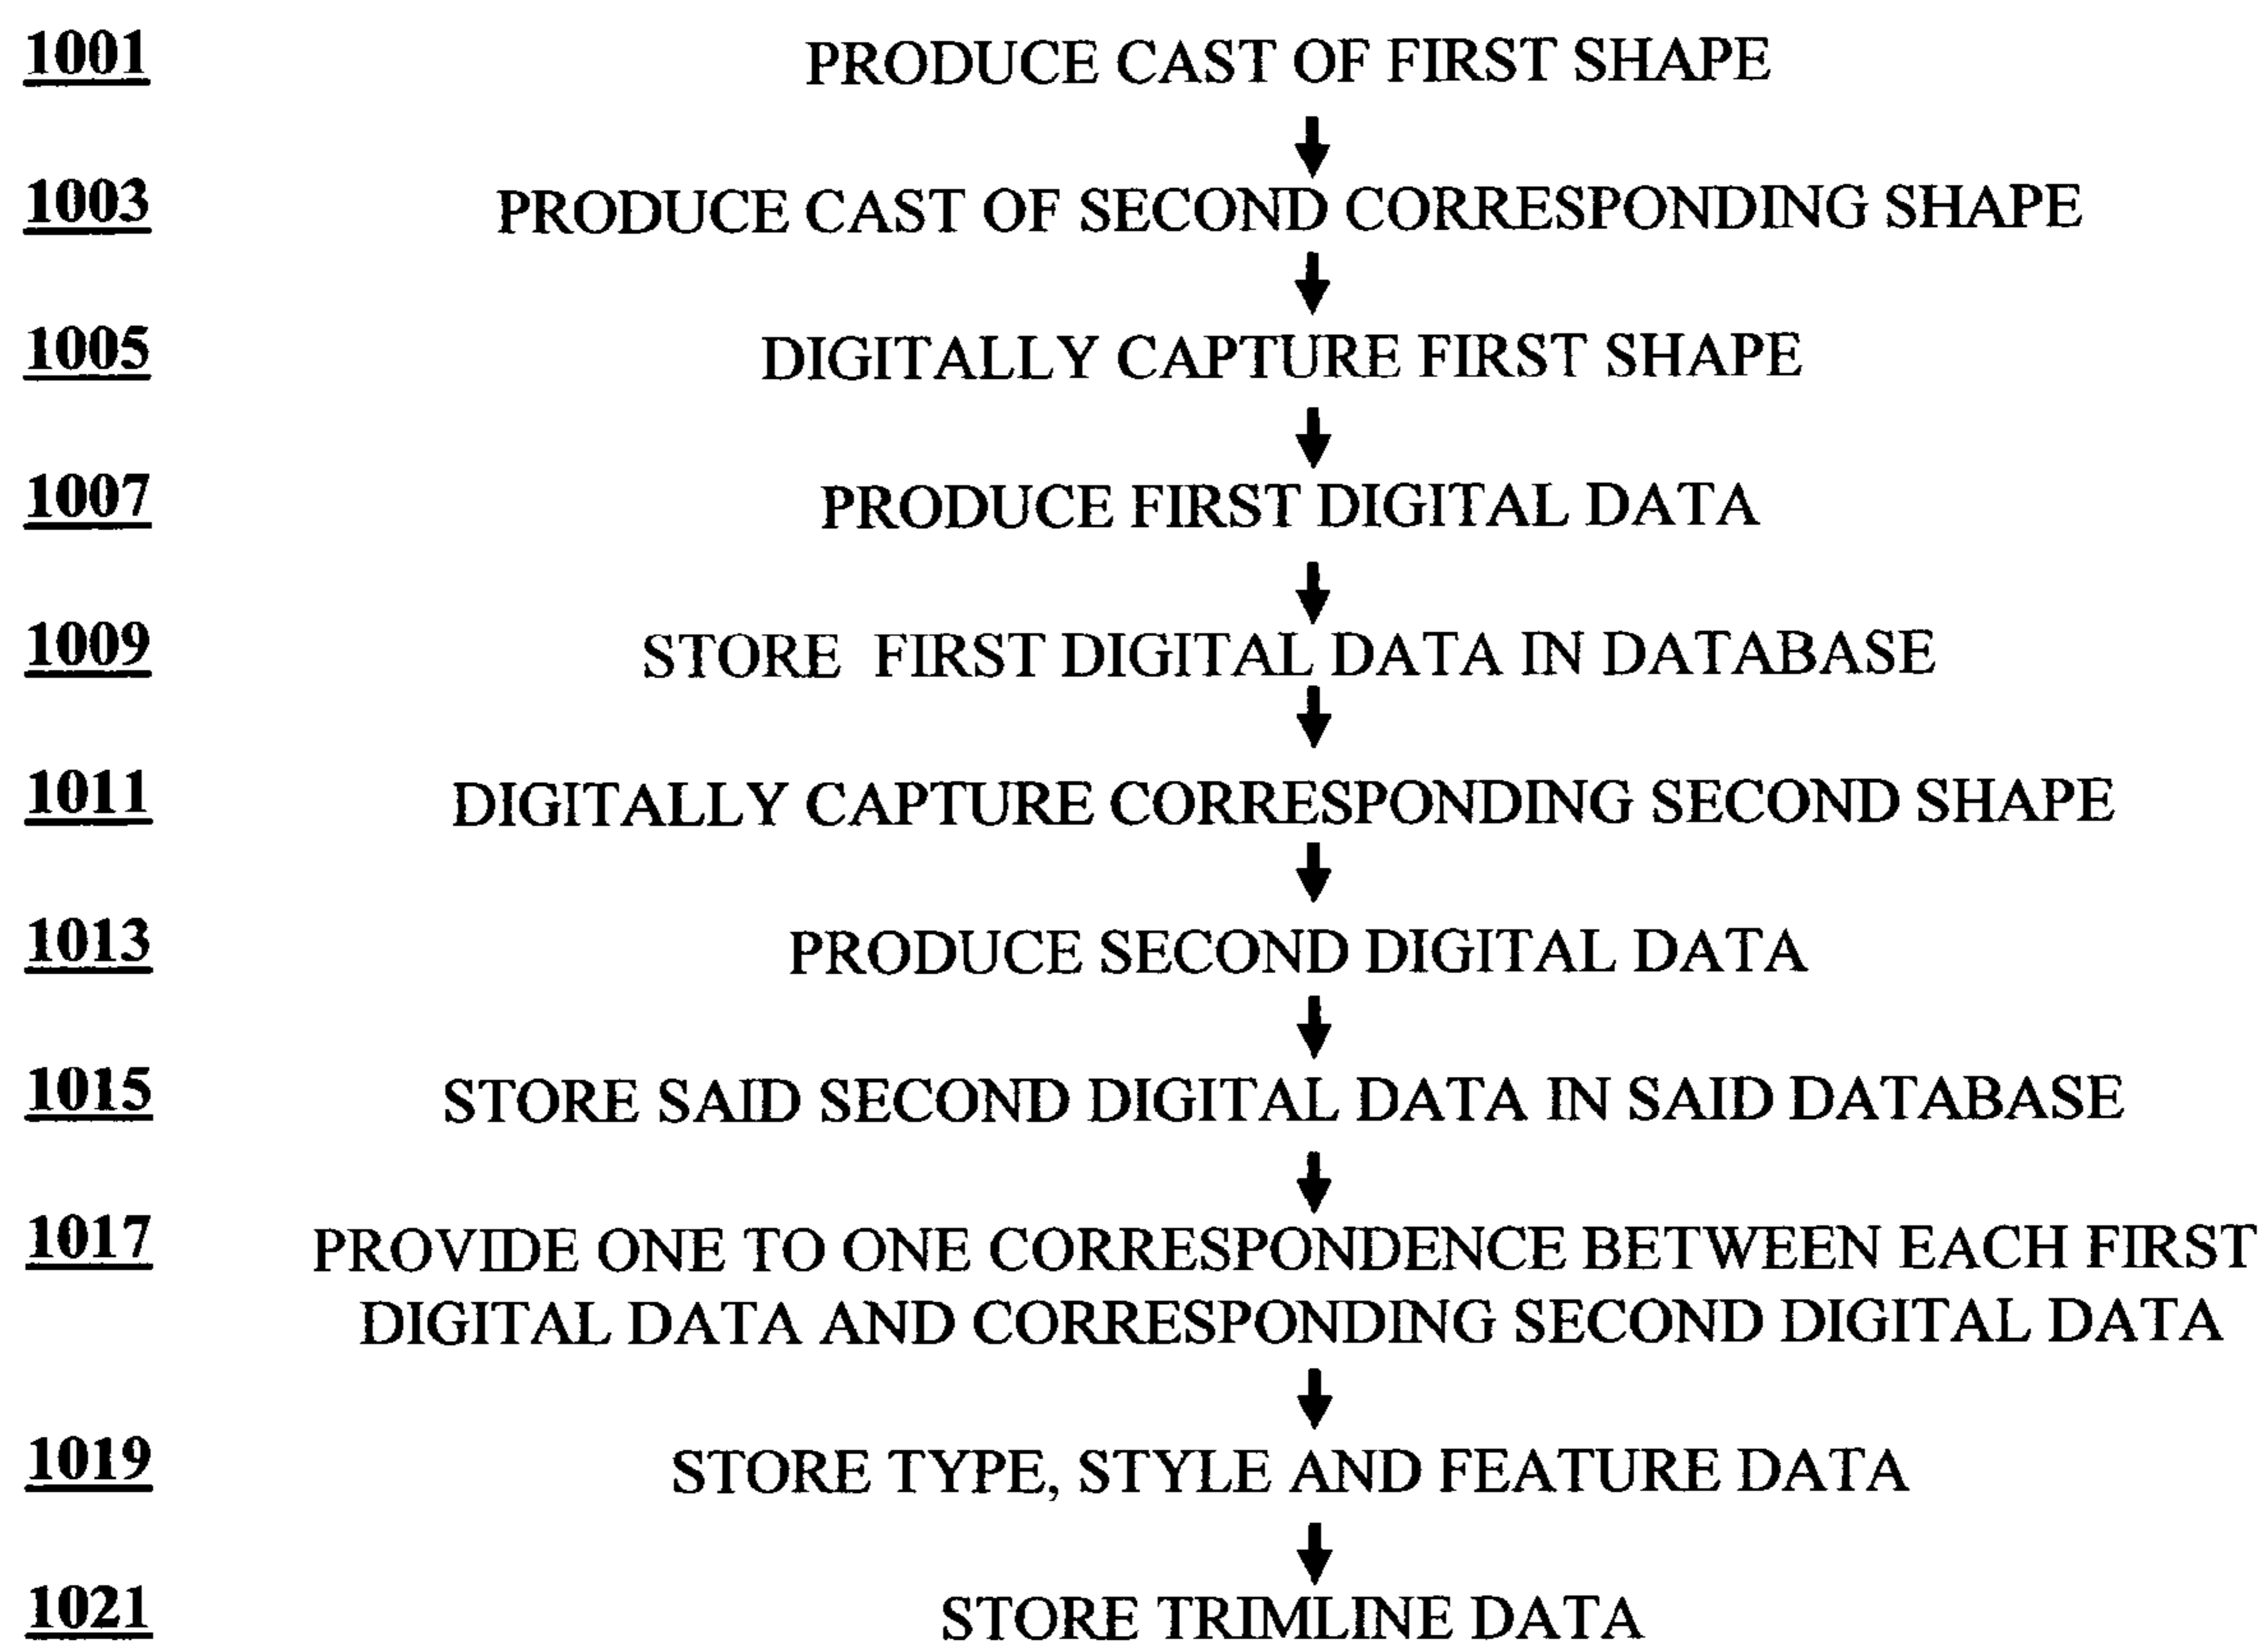 1001 PRODUCE CAST OF FIRST SHAPE
1003 PRODUCE CAST OF SECOND CORRESPONDING SHAPE
1005 DIGITALLY CAPTURE FIRST SHAPE
1007 PRODUCE FIRST DIGITAL DATA
1009 STORE FIRST DIGITAL DATA IN DATABASE
1011 DIGITALLY CAPTURE CORRESPONDING SECOND SHAPE
1013 PRODUCE SECOND DIGITAL DATA
1015 STORE SAID SECOND DIGITAL DATA IN SAID DATABASE
1017 PROVIDE ONE TO ONE CORRESPONDENCE BETWEEN EACH FIRST
DIGITAL DATA AND CORRESPONDING SECOND DIGITAL DATA
1019 STORE TYPE, STYLE AND FEATURE DATA
1021 STORE TRIMLINE DATA